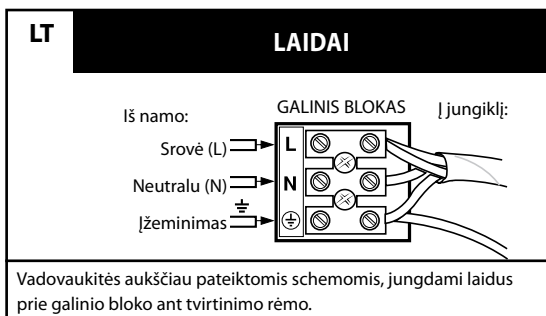 LT
LAIDAI
Iš namo:
GALINIS BLOKAS
Į jungiklį:
Srovė (L)
L
Neutralu (N)
N
Įžeminimas
Vadovaukitės aukščiau pateiktomis schemomis, jungdami laidus
prie galinio bloko ant tvirtinimo rėmo.